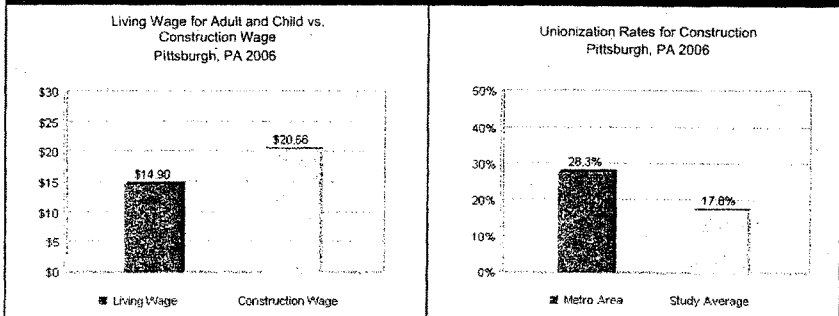 Living Wage for Adult and Child vs.
Construction Wage
Pittsburgh, PA 2006
$30
$25
$20
$15
$10
$5
$0
$14.90
$20.56
Living Wage
Construction Wage
Unionization Rates for Construction
Pittsburgh, PA 2006
50%
40%
30%
20%
10%
0%
28.3%
17.8%
Metro Area
Study Average